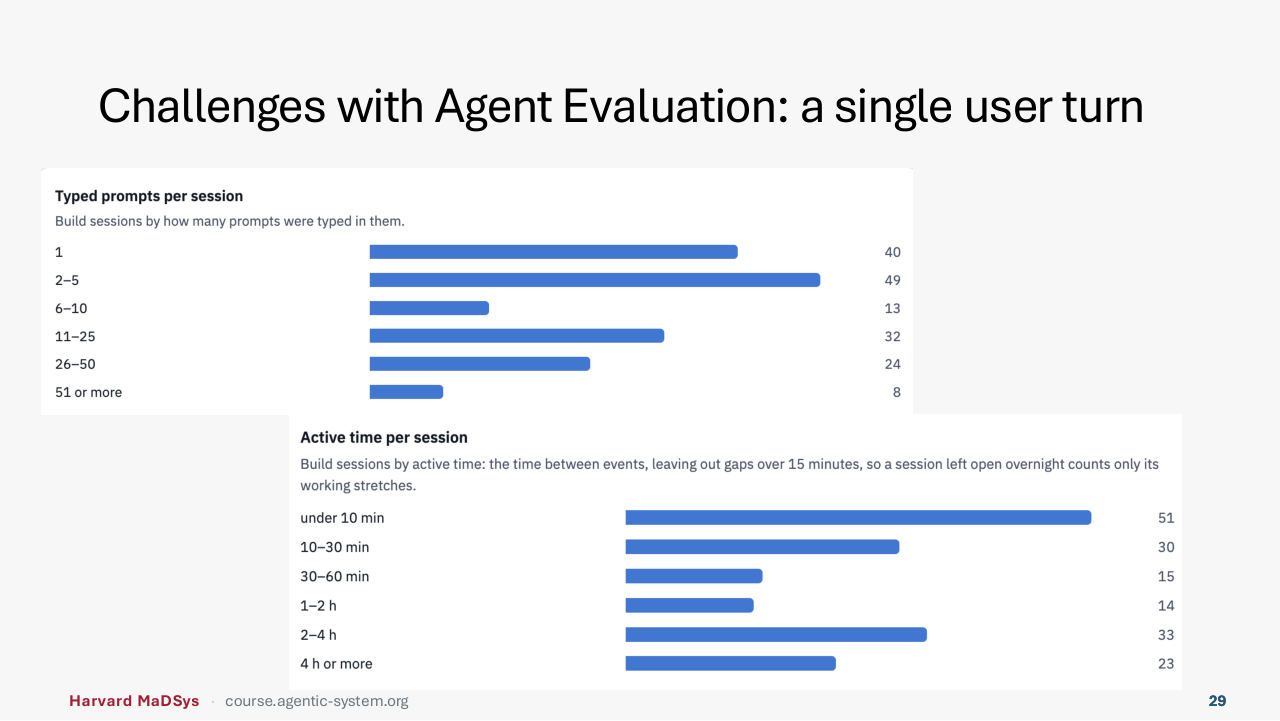 Challenges with Agent Evaluation: a single user turn
Typed prompts per session
Build sessions by how many prompts were typed in them.
1 40
2–5 49
6–10 13
11–25 32
26–50 24
51 or more 8
Active time per session
Build sessions by active time: the time between events, leaving out gaps over 15 minutes, so a session left open overnight counts only its
working stretches.
under 10 min 51
10–30 min 30
30–60 min 15
1–2 h 14
2–4 h 33
4 h or more 23
Harvard MaDSys · course.agentic-system.org 29